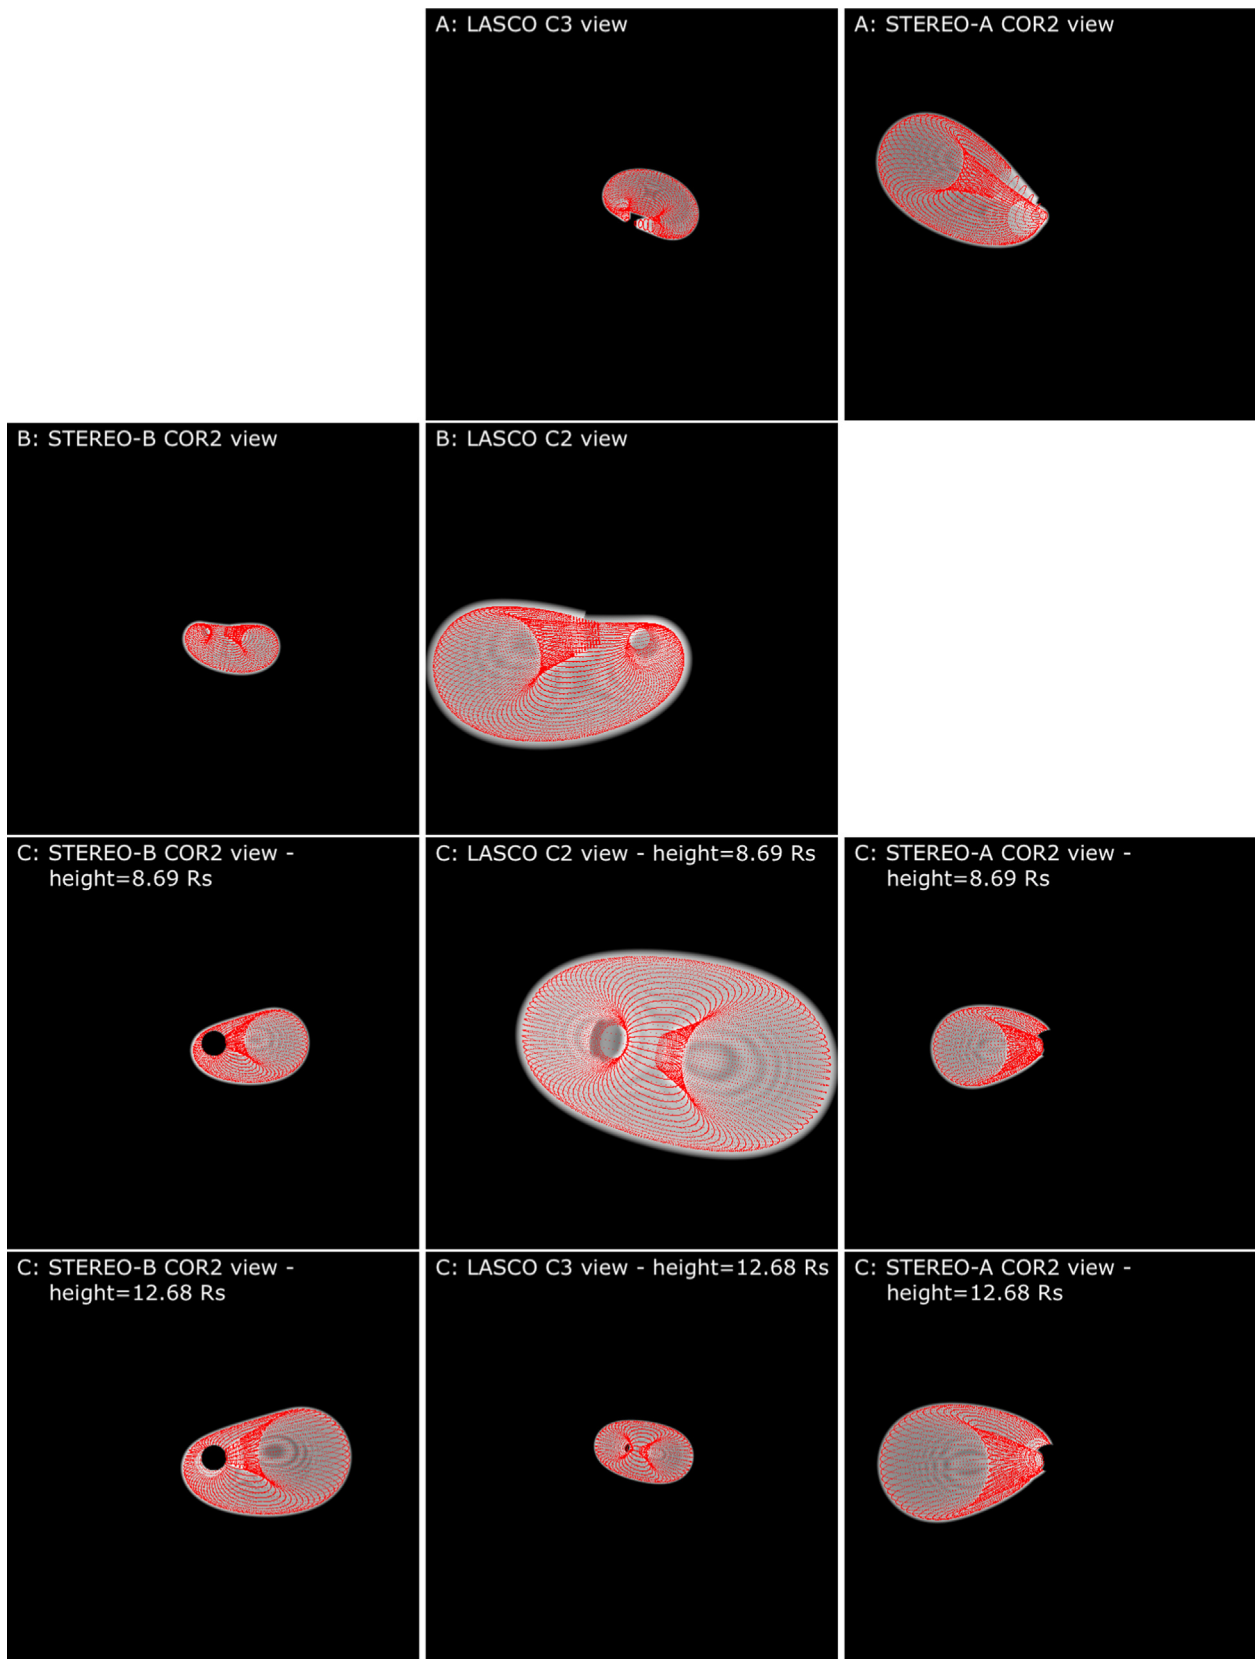 A: LASCO C3 view
A: STEREO-A COR2 view
B: STEREO-B COR2 view
B: LASCO C2 view
C: STEREO-B COR2 view -
height=8.69 Rs
C: LASCO C2 view - height=8.69 Rs
C: STEREO-A COR2 view -
height=8.69 Rs
C: STEREO-B COR2 view -
height=12.68 Rs
C: LASCO C3 view - height=12.68 Rs
C: STEREO-A COR2 view -
height=12.68 Rs